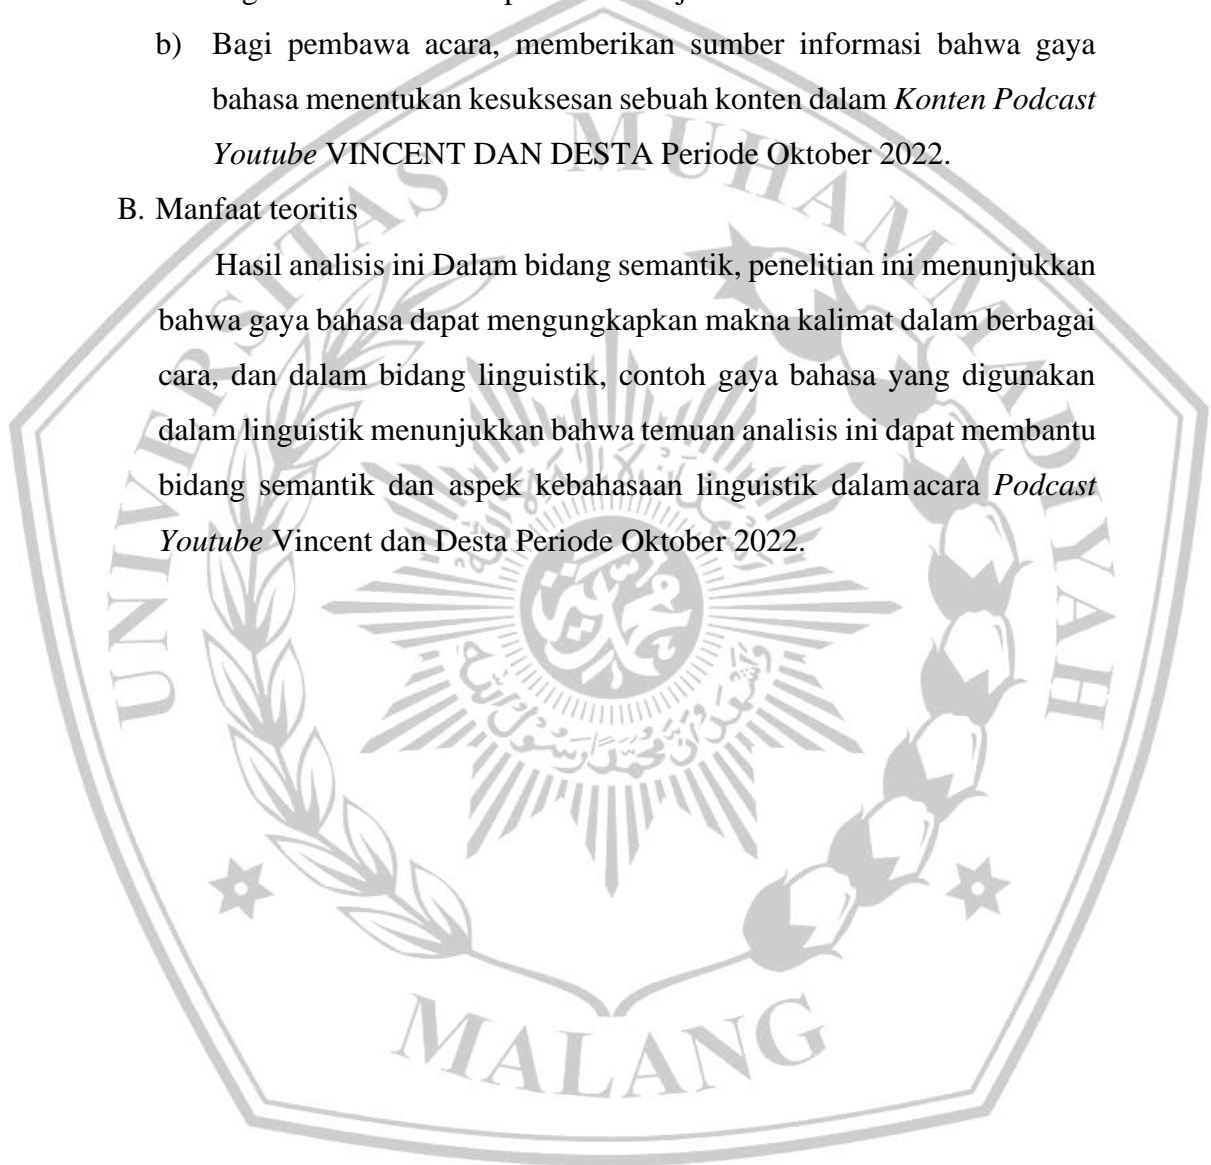 b) Bagi pembawa acara, memberikan sumber informasi bahwa gaya
bahasa menentukan kesuksesan sebuah konten dalam Konten Podcast
Youtube VINCENT DAN DESTA Periode Oktober 2022.
B. Manfaat teoritis
Hasil analisis ini Dalam bidang semantik, penelitian ini menunjukkan
bahwa gaya bahasa dapat mengungkapkan makna kalimat dalam berbagai
cara, dan dalam bidang linguistik, contoh gaya bahasa yang digunakan
dalam linguistik menunjukkan bahwa temuan analisis ini dapat membantu
bidang semantik dan aspek kebahasaan linguistik dalam acara Podcast
Youtube Vincent dan Desta Periode Oktober 2022.
UNIVERSITAS MUHAMMADIYAH
MALANG